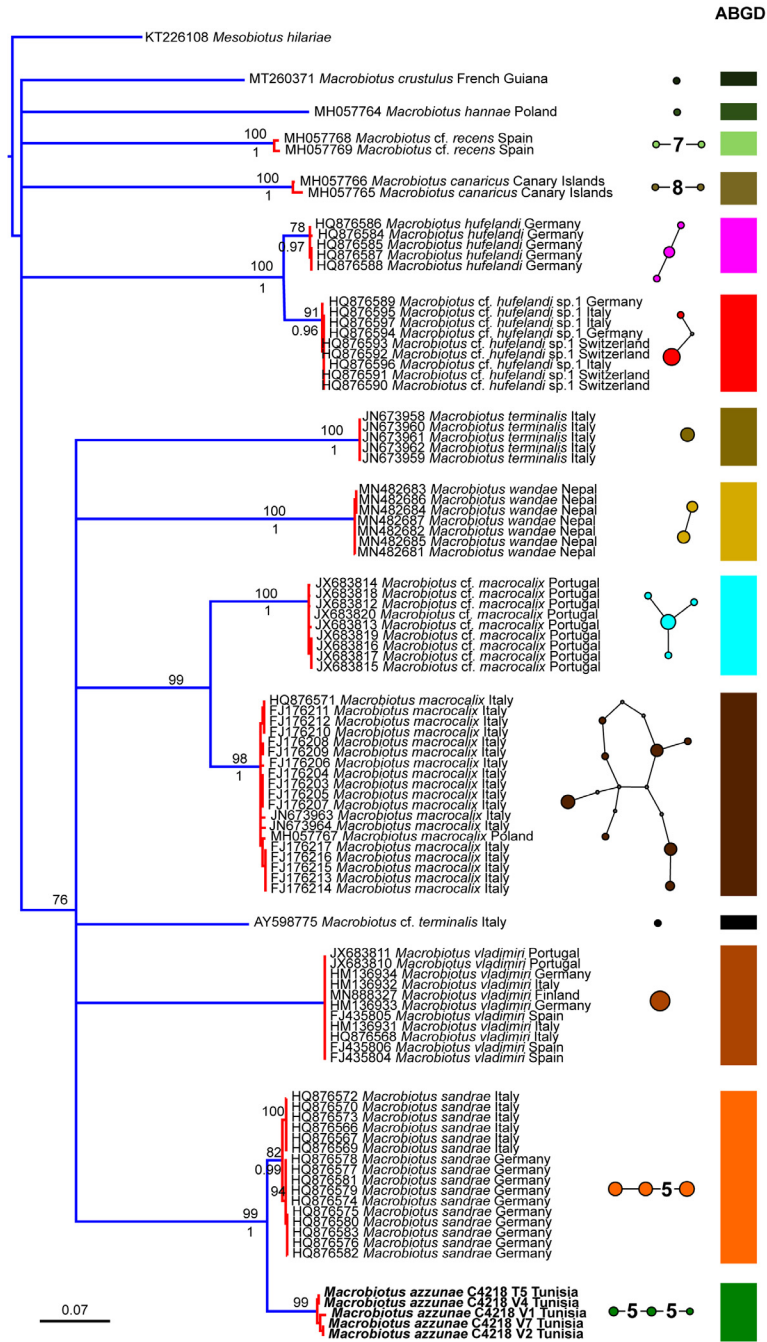 ABGD
KT226108 Mesobiotus hilariae
MT260371 Macrobiotus crustulus French Guiana
MH057764 Macrobiotus hannae Poland
100
1
MH057768 Macrobiotus cf. recens Spain
MH057769 Macrobiotus cf. recens Spain
7
100
1
MH057766 Macrobiotus canaricus Canary Islands
MH057765 Macrobiotus canaricus Canary Islands
8
100
1
78
0.97
HQ876586 Macrobiotus hufelandi Germany
HQ876584 Macrobiotus hufelandi Germany
HQ876585 Macrobiotus hufelandi Germany
HQ876587 Macrobiotus hufelandi Germany
HQ876588 Macrobiotus hufelandi Germany
91
0.96
HQ876589 Macrobiotus cf. hufelandi sp.1 Germany
HQ876595 Macrobiotus cf. hufelandi sp.1 Italy
HQ876597 Macrobiotus cf. hufelandi sp.1 Italy
HQ876594 Macrobiotus cf. hufelandi sp.1 Germany
HQ876593 Macrobiotus cf. hufelandi sp.1 Switzerland
HQ876592 Macrobiotus cf. hufelandi sp.1 Switzerland
HQ876596 Macrobiotus cf. hufelandi sp.1 Italy
HQ876591 Macrobiotus cf. hufelandi sp.1 Switzerland
HQ876590 Macrobiotus cf. hufelandi sp.1 Switzerland
100
1
JN673958 Macrobiotus terminalis Italy
JN673960 Macrobiotus terminalis Italy
JN673961 Macrobiotus terminalis Italy
JN673962 Macrobiotus terminalis Italy
JN673959 Macrobiotus terminalis Italy
100
1
MN482683 Macrobiotus wandae Nepal
MN482686 Macrobiotus wandae Nepal
MN482684 Macrobiotus wandae Nepal
MN482687 Macrobiotus wandae Nepal
MN482682 Macrobiotus wandae Nepal
MN482685 Macrobiotus wandae Nepal
MN482681 Macrobiotus wandae Nepal
99
100
1
JX683814 Macrobiotus cf. macrocalix Portugal
JX683818 Macrobiotus cf. macrocalix Portugal
JX683812 Macrobiotus cf. macrocalix Portugal
JX683820 Macrobiotus cf. macrocalix Portugal
JX683813 Macrobiotus cf. macrocalix Portugal
JX683819 Macrobiotus cf. macrocalix Portugal
JX683816 Macrobiotus cf. macrocalix Portugal
JX683817 Macrobiotus cf. macrocalix Portugal
JX683815 Macrobiotus cf. macrocalix Portugal
98
1
HQ876571 Macrobiotus macrocalix Italy
FJ176211 Macrobiotus macrocalix Italy
FJ176212 Macrobiotus macrocalix Italy
FJ176210 Macrobiotus macrocalix Italy
FJ176208 Macrobiotus macrocalix Italy
FJ176209 Macrobiotus macrocalix Italy
FJ176206 Macrobiotus macrocalix Italy
FJ176204 Macrobiotus macrocalix Italy
FJ176203 Macrobiotus macrocalix Italy
FJ176205 Macrobiotus macrocalix Italy
FJ176207 Macrobiotus macrocalix Italy
JN673963 Macrobiotus macrocalix Italy
JN673964 Macrobiotus macrocalix Italy
MH057767 Macrobiotus macrocalix Poland
FJ176217 Macrobiotus macrocalix Italy
FJ176216 Macrobiotus macrocalix Italy
FJ176215 Macrobiotus macrocalix Italy
FJ176213 Macrobiotus macrocalix Italy
FJ176214 Macrobiotus macrocalix Italy
76
AY598775 Macrobiotus cf. terminalis Italy
JX683811 Macrobiotus vladimiri Portugal
JX683810 Macrobiotus vladimiri Portugal
HM136934 Macrobiotus vladimiri Germany
HM136932 Macrobiotus vladimiri Italy
MN888327 Macrobiotus vladimiri Finland
HM136933 Macrobiotus vladimiri Germany
FJ435805 Macrobiotus vladimiri Spain
HM136931 Macrobiotus vladimiri Italy
HQ876568 Macrobiotus vladimiri Italy
FJ435806 Macrobiotus vladimiri Spain
FJ435804 Macrobiotus vladimiri Spain
99
1
100
82
0.99
94
HQ876572 Macrobiotus sandrae Italy
HQ876570 Macrobiotus sandrae Italy
HQ876573 Macrobiotus sandrae Italy
HQ876566 Macrobiotus sandrae Italy
HQ876567 Macrobiotus sandrae Italy
HQ876569 Macrobiotus sandrae Italy
HQ876578 Macrobiotus sandrae Germany
HQ876577 Macrobiotus sandrae Germany
HQ876581 Macrobiotus sandrae Germany
HQ876579 Macrobiotus sandrae Germany
HQ876574 Macrobiotus sandrae Germany
HQ876575 Macrobiotus sandrae Germany
HQ876580 Macrobiotus sandrae Germany
HQ876583 Macrobiotus sandrae Germany
HQ876576 Macrobiotus sandrae Germany
HQ876582 Macrobiotus sandrae Germany
5
99
Macrobiotus azzunae C4218 T5 Tunisia
Macrobiotus azzunae C4218 V4 Tunisia
Macrobiotus azzunae C4218 V1 Tunisia
Macrobiotus azzunae C4218 V7 Tunisia
Macrobiotus azzunae C4218 V2 Tunisia
5 5
0.07